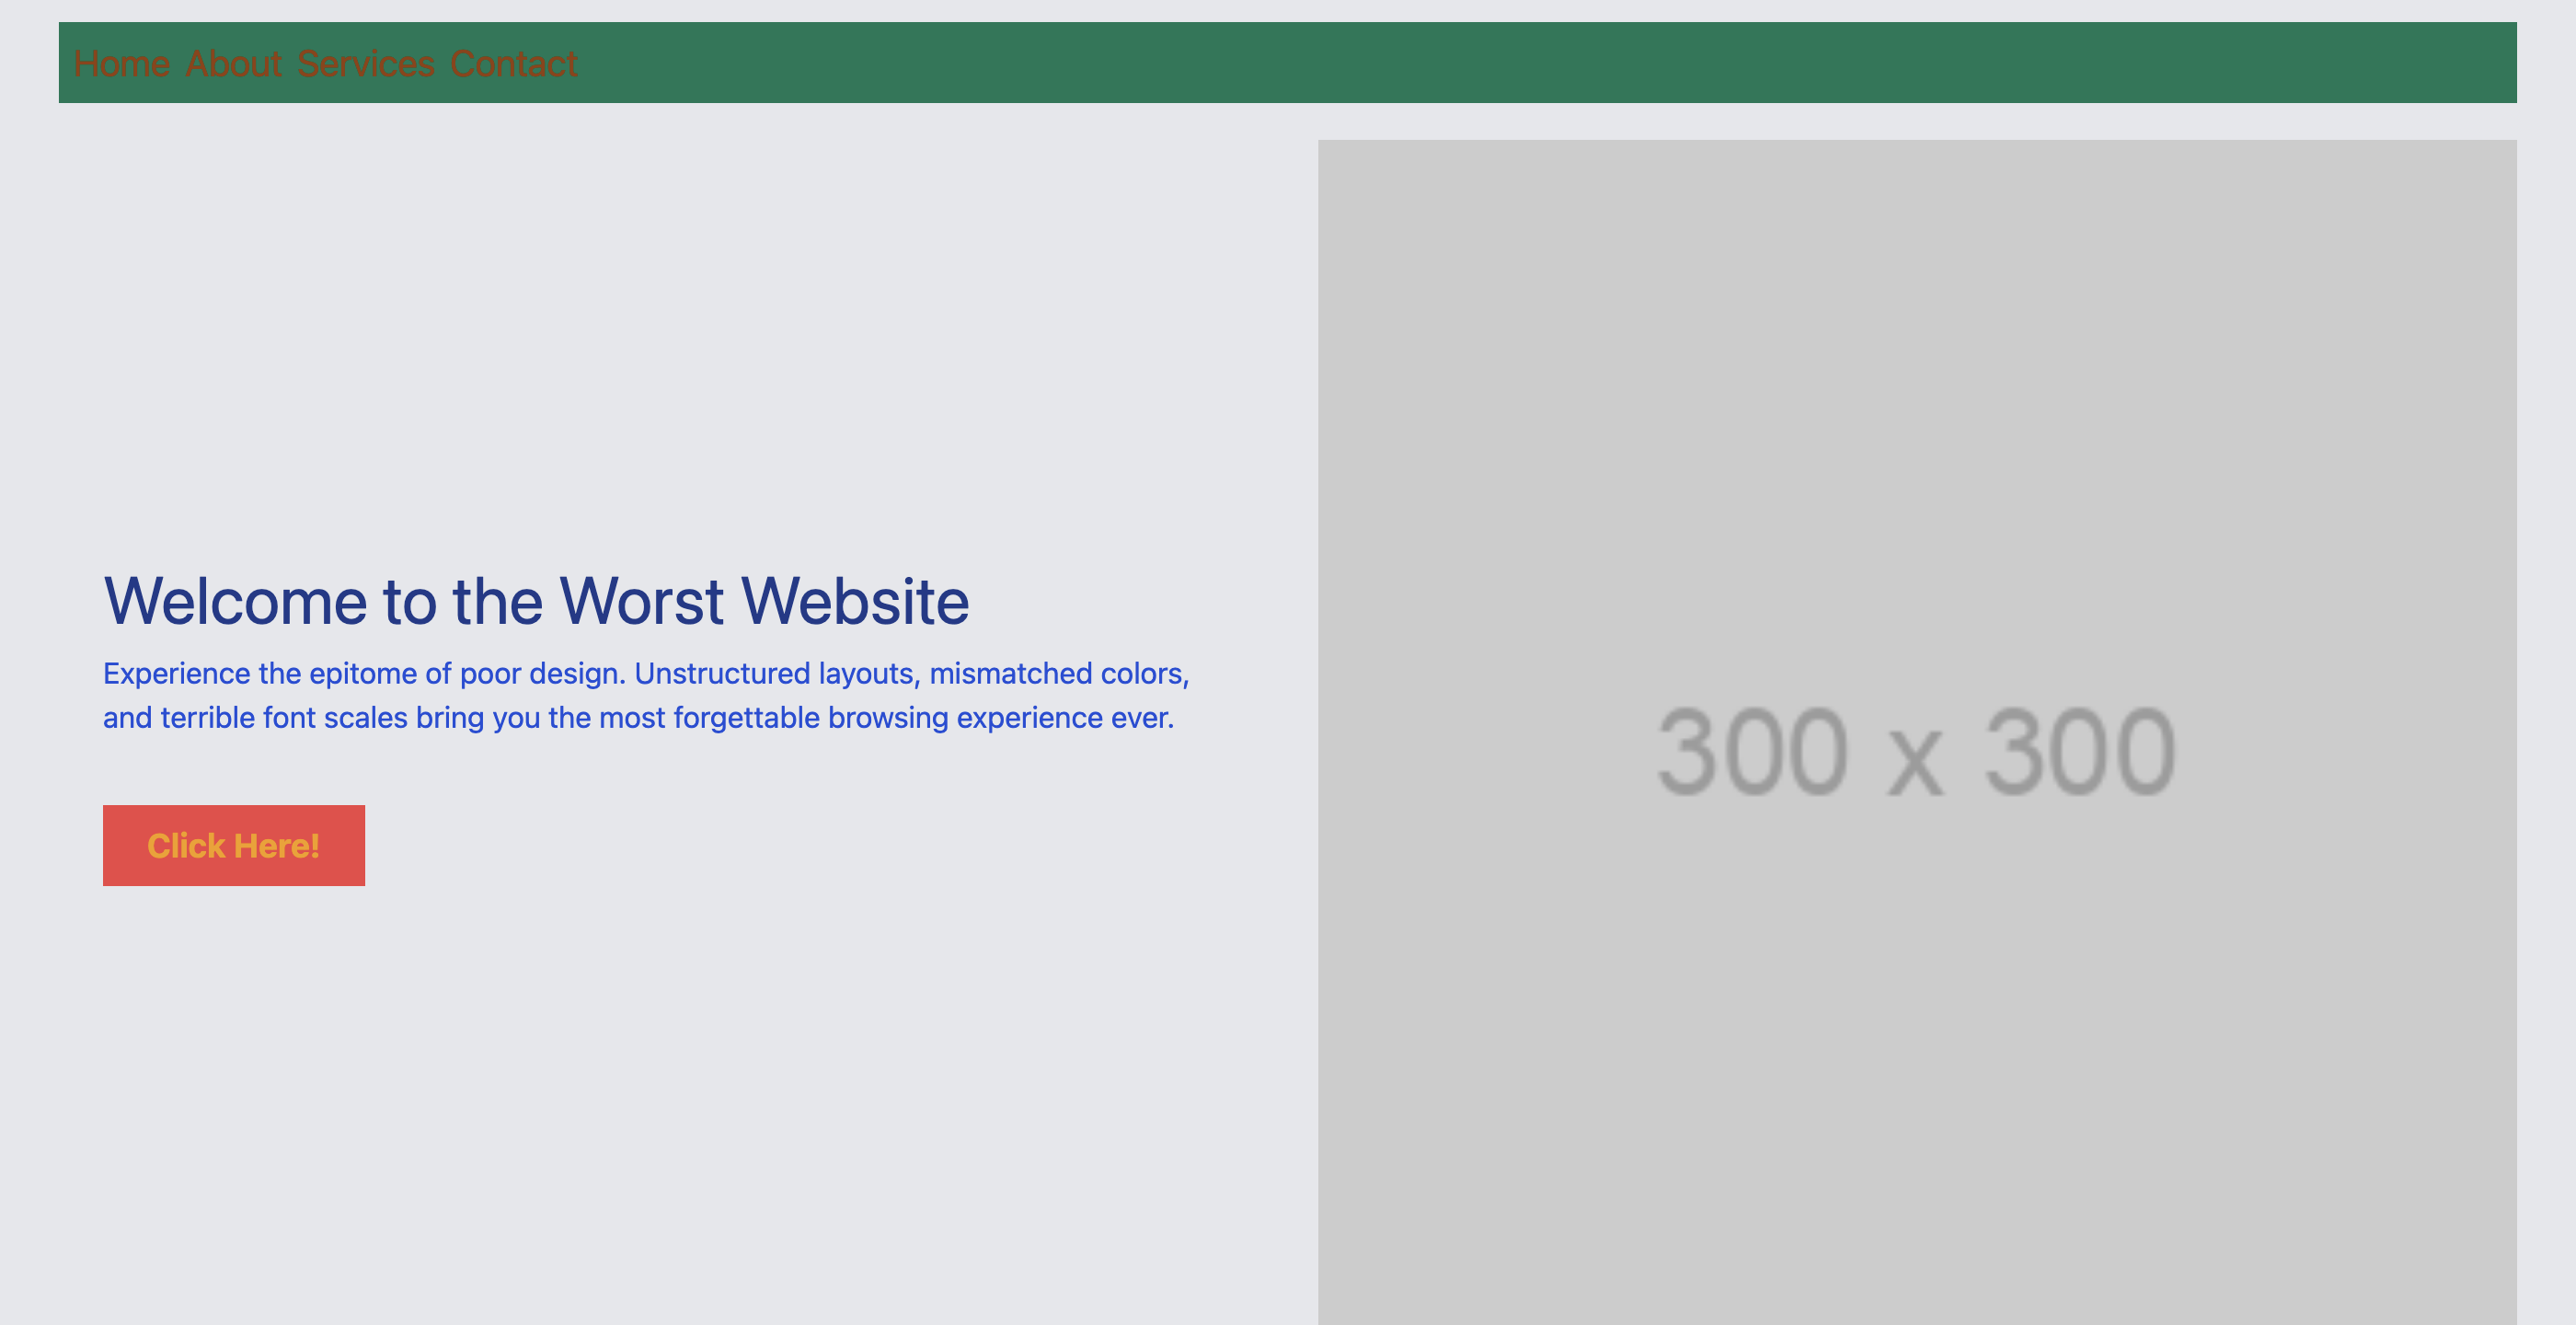 Home About Services Contact
Welcome to the Worst Website
Experience the epitome of poor design. Unstructured layouts, mismatched colors,
and terrible font scales bring you the most forgettable browsing experience ever.
Click Here!
300 x 300